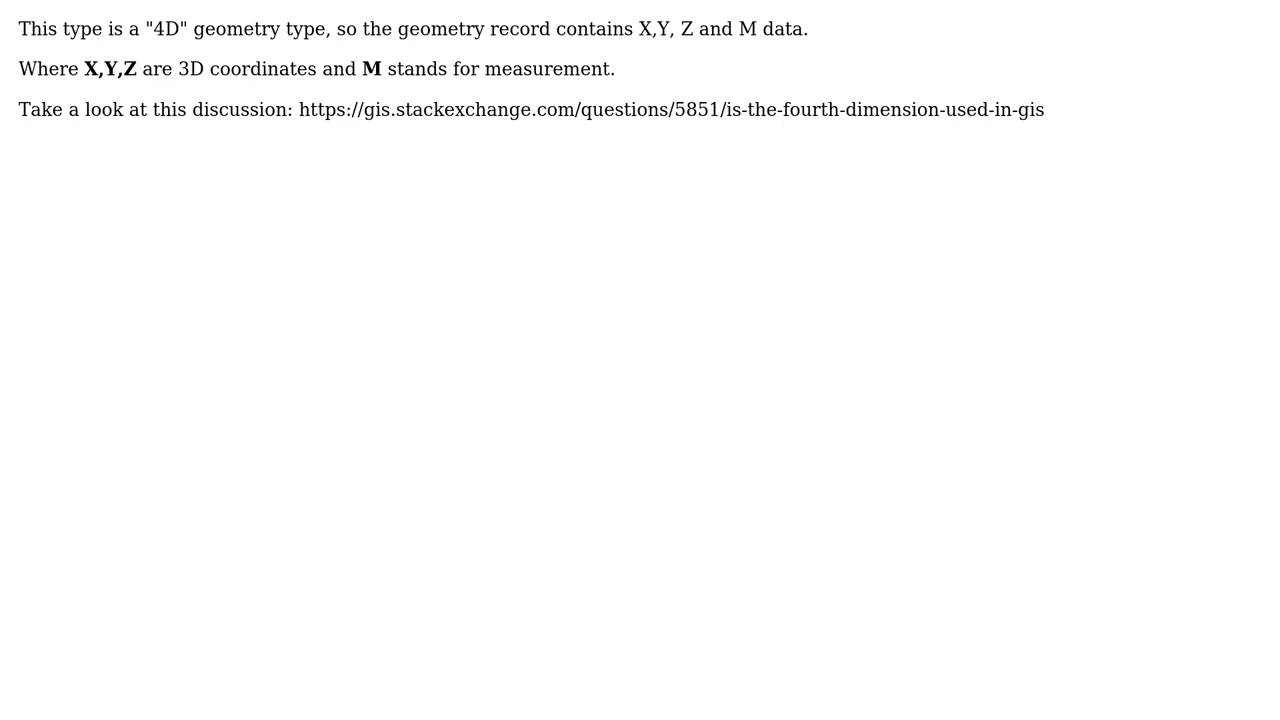 This type is a "4D" geometry type, so the geometry record contains X,Y, Z and M data.
Where X,Y,Z are 3D coordinates and M stands for measurement.
Take a look at this discussion: https://gis.stackexchange.com/questions/5851/is-the-fourth-dimension-used-in-gis